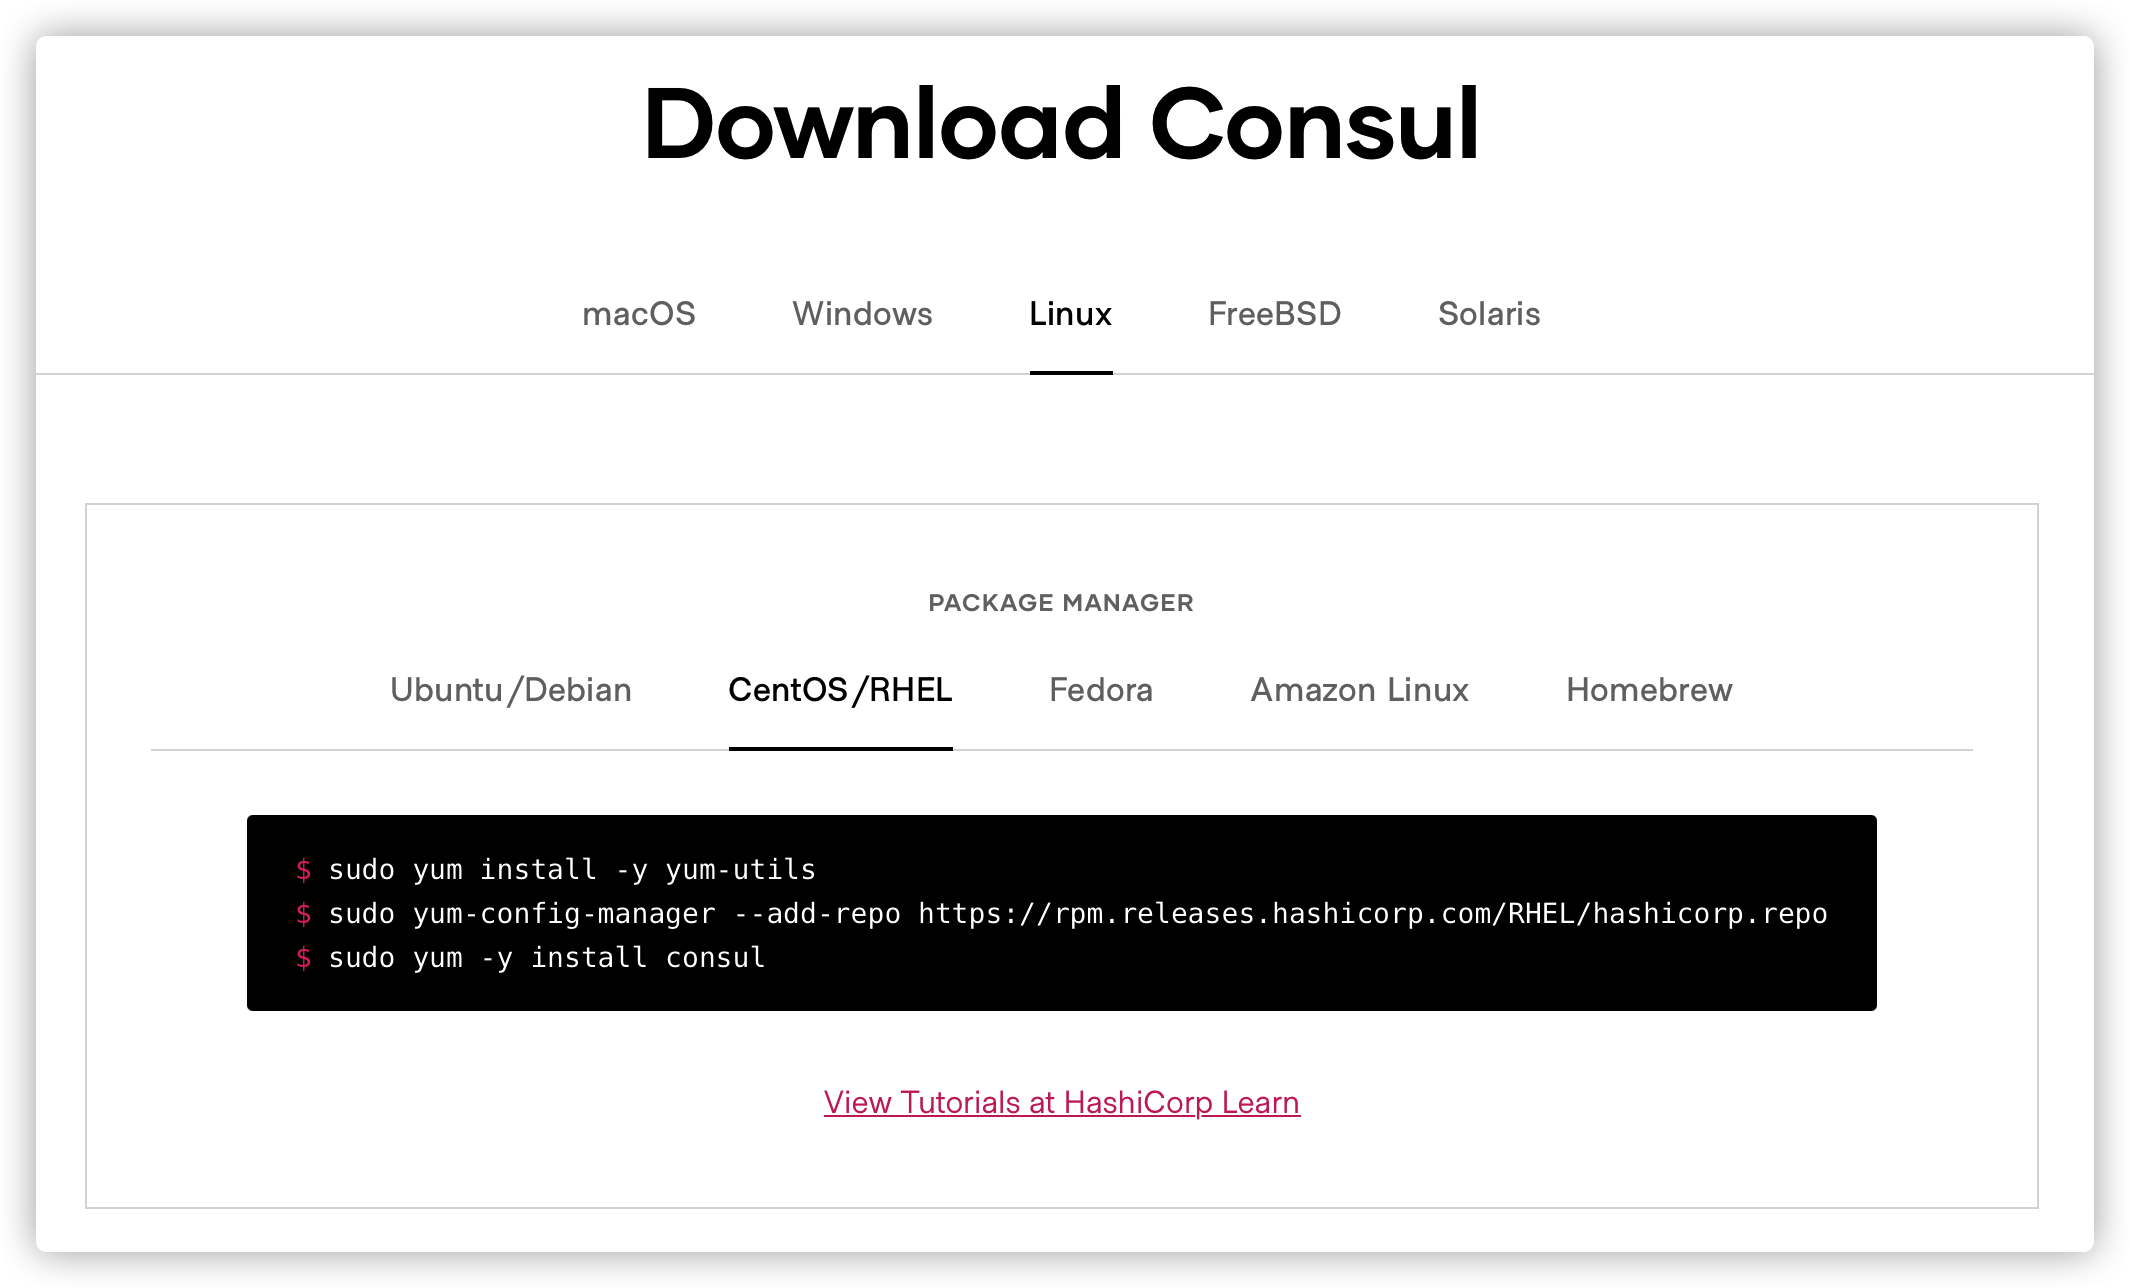 Download Consul
macOS Windows Linux FreeBSD Solaris
PACKAGE MANAGER
Ubuntu/Debian CentOS/RHEL Fedora Amazon Linux Homebrew
$ sudo yum install -y yum-utils
$ sudo yum-config-manager --add-repo https://rpm.releases.hashicorp.com/RHEL/hashicorp.repo
$ sudo yum -y install consul
View Tutorials at HashiCorp Learn